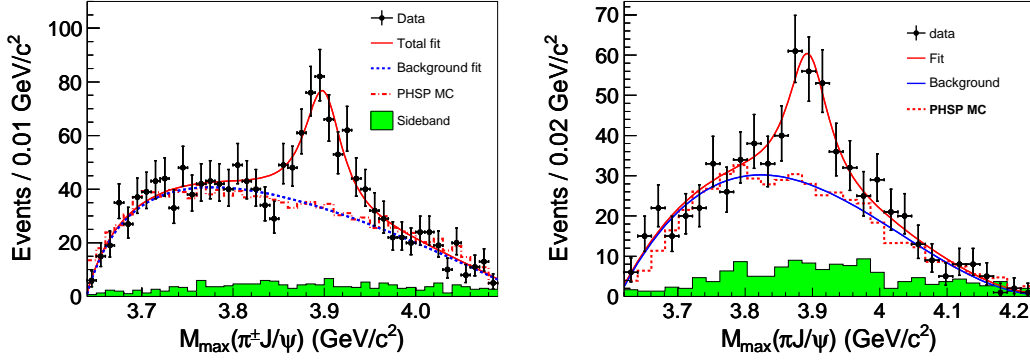 Events / 0.01 GeV/c²
100
80
60
40
20
0
Data
Total fit
Background fit
PHSP MC
Sideband
3.7 3.8 3.9 4.0
M_max(π±J/ψ) (GeV/c²)
Events / 0.02 GeV/c²
70
60
50
40
30
20
10
0
data
Fit
Background
PHSP MC
3.7 3.8 3.9 4 4.1 4.2
M_max(πJ/ψ) (GeV/c²)